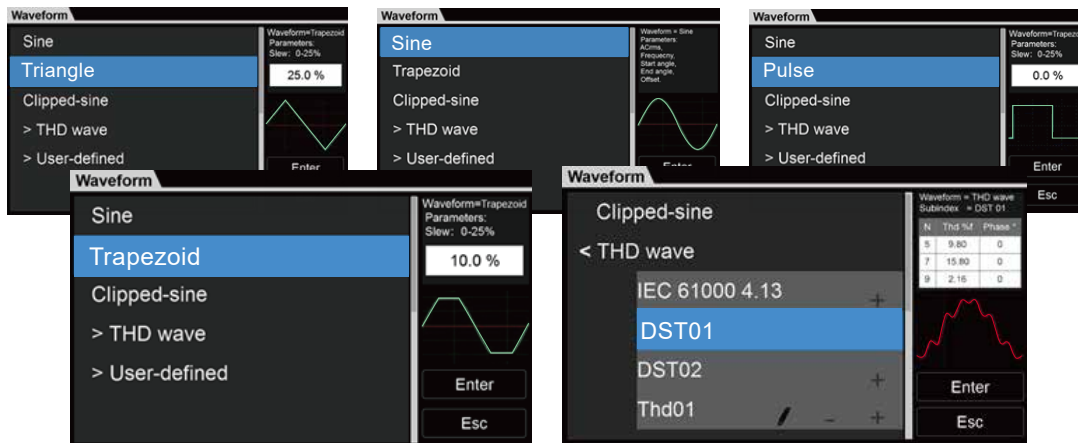 Waveform
Sine
Triangle
Clipped-sine
> THD wave
> User-defined
Waveform=Trapezoid
Parameters:
Slew: 0-25%
25.0 %
Enter
Waveform
Sine
Trapezoid
Clipped-sine
> THD wave
> User-defined
Waveform = Sine
Parameters:
ACrms,
Frequecny,
Start angle,
End angle,
Offset.
Enter
Waveform
Sine
Pulse
Clipped-sine
> THD wave
> User-defined
Waveform=Trapezo
Parameters:
Slew: 0-25%
0.0 %
Enter
Esc
Waveform
Sine
Trapezoid
Clipped-sine
> THD wave
> User-defined
Waveform=Trapezoid
Parameters:
Slew: 0-25%
10.0 %
Enter
Esc
Waveform
Clipped-sine
< THD wave
IEC 61000 4.13 +
DST01
DST02 +
Thd01 - +
Waveform = THD wave
Subindex = DST 01
N Thd %f Phase °
5 9.80 0
7 15.80 0
9 2.16 0
Enter
Esc